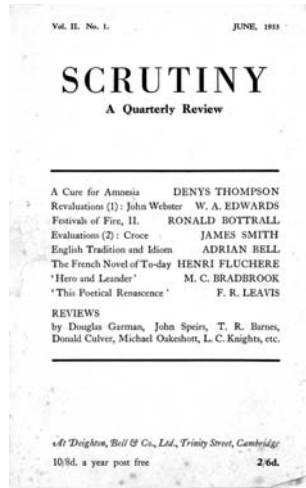 Vol. II. No. 1. JUNE, 1933
SCRUTINY
A Quarterly Review
A Cure for Amnesia DENYS THOMPSON
Revaluations (1) : John Webster W. A. EDWARDS
Festivals of Fire, II. RONALD BOTTRALL
Evaluations (2) : Croce JAMES SMITH
English Tradition and Idiom ADRIAN BELL
The French Novel of To-day HENRI FLUCHERE
'Hero and Leander' M. C. BRADBROOK
'This Poetical Renascence' F. R. LEAVIS
REVIEWS
by Douglas Garman, John Speirs, T. R. Barnes,
Donald Culver, Michael Oakeshott, L. C. Knights, etc.
At Deighton, Bell & Co., Ltd., Trinity Street, Cambridge
10/8d. a year post free 2/6d.